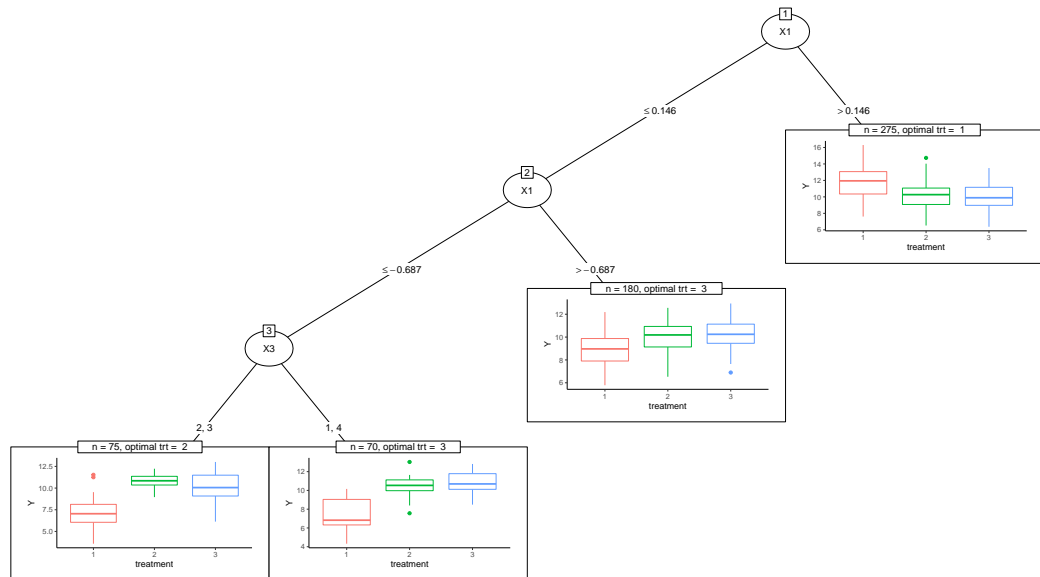 1
X1
≤ 0.146
> 0.146
n = 275, optimal trt = 1
Y
16
14
12
10
8
6
1 2 3
treatment
2
X1
≤ −0.687
> −0.687
n = 180, optimal trt = 3
Y
12
10
8
6
1 2 3
treatment
3
X3
2, 3
1, 4
n = 75, optimal trt = 2
Y
12.5
10.0
7.5
5.0
1 2 3
treatment
n = 70, optimal trt = 3
Y
12
10
8
6
4
1 2 3
treatment